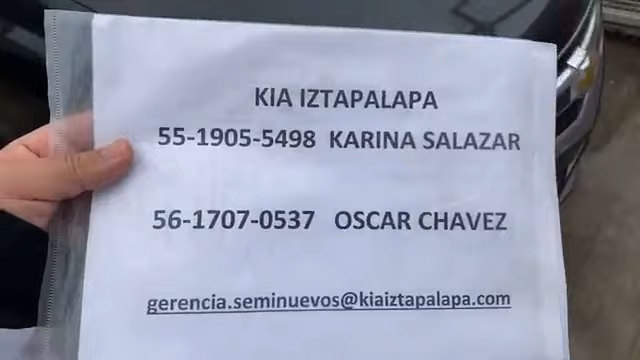 KIA IZTAPALAPA
55-1905-5498 KARINA SALAZAR
56-1707-0537 OSCAR CHAVEZ
gerencia.seminuevos@kiaiztapalapa.com